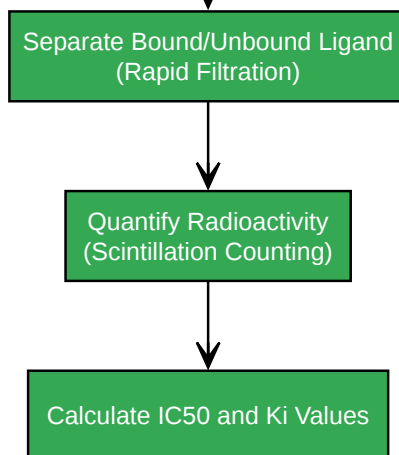 Separate Bound/Unbound Ligand
(Rapid Filtration)
Quantify Radioactivity
(Scintillation Counting)
Calculate IC50 and Ki Values